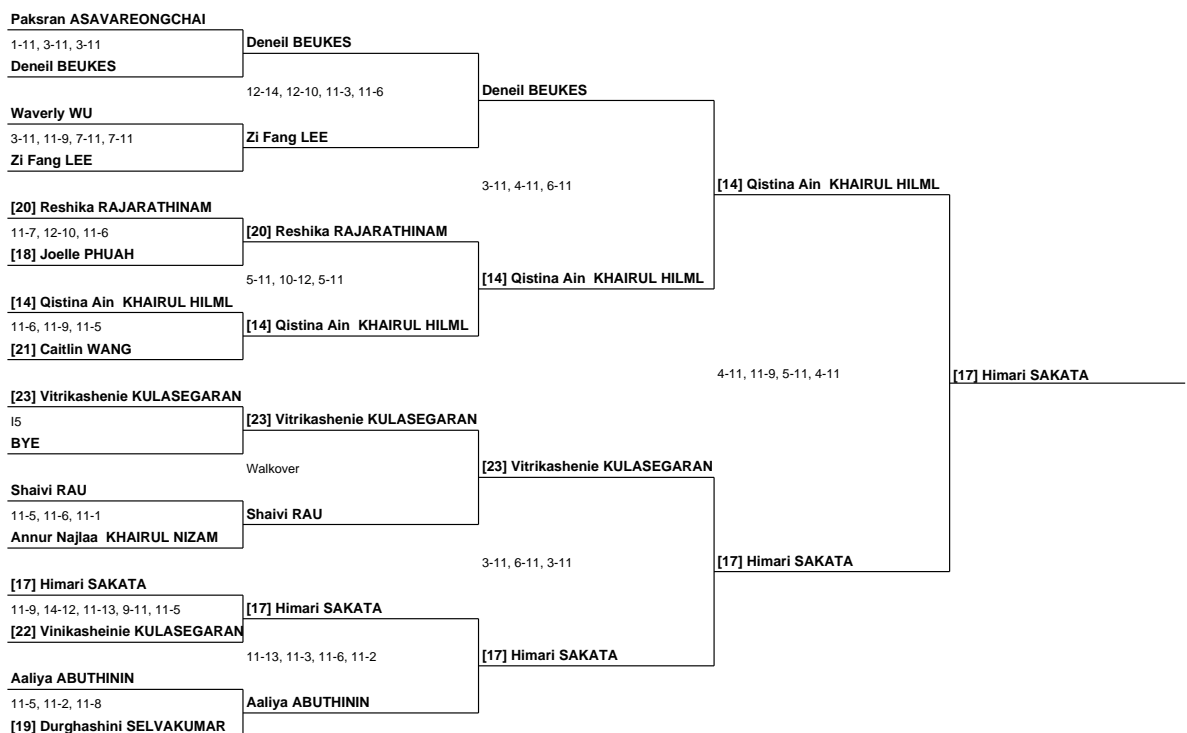 Paksran ASAVAREONGCHAI
1-11, 3-11, 3-11
Deneil BEUKES
Deneil BEUKES
12-14, 12-10, 11-3, 11-6
Deneil BEUKES
Waverly WU
3-11, 11-9, 7-11, 7-11
Zi Fang LEE
Zi Fang LEE
3-11, 4-11, 6-11
[14] Qistina Ain  KHAIRUL HILML
[20] Reshika RAJARATHINAM
11-7, 12-10, 11-6
[18] Joelle PHUAH
[20] Reshika RAJARATHINAM
5-11, 10-12, 5-11
[14] Qistina Ain  KHAIRUL HILML
[14] Qistina Ain  KHAIRUL HILML
11-6, 11-9, 11-5
[21] Caitlin WANG
[14] Qistina Ain  KHAIRUL HILML
4-11, 11-9, 5-11, 4-11
[17] Himari SAKATA
[23] Vitrikashenie KULASEGARAN
I5
BYE
[23] Vitrikashenie KULASEGARAN
Walkover
[23] Vitrikashenie KULASEGARAN
Shaivi RAU
11-5, 11-6, 11-1
Annur Najlaa  KHAIRUL NIZAM
Shaivi RAU
3-11, 6-11, 3-11
[17] Himari SAKATA
[17] Himari SAKATA
11-9, 14-12, 11-13, 9-11, 11-5
[22] Vinikasheinie KULASEGARAN
[17] Himari SAKATA
11-13, 11-3, 11-6, 11-2
[17] Himari SAKATA
Aaliya ABUTHININ
11-5, 11-2, 11-8
[19] Durghashini SELVAKUMAR
Aaliya ABUTHININ